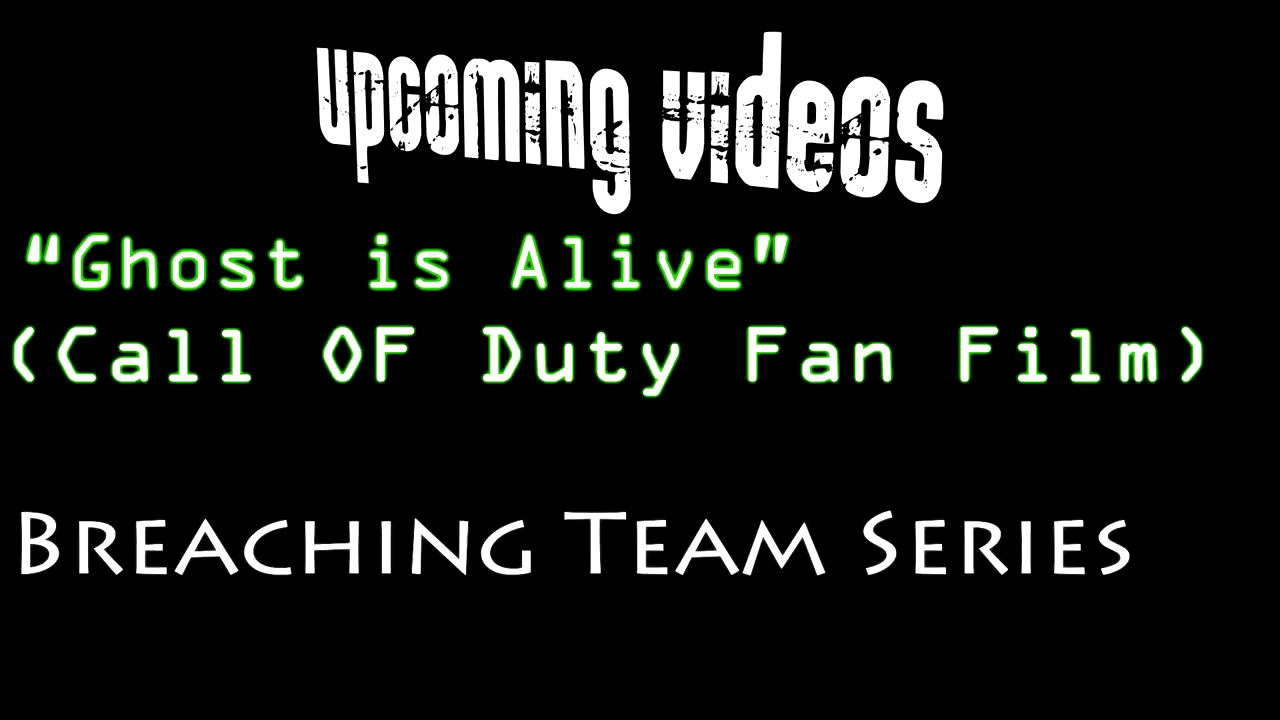 upcoming videos
“Ghost is Alive”
(Call OF Duty Fan Film)
Breaching Team Series